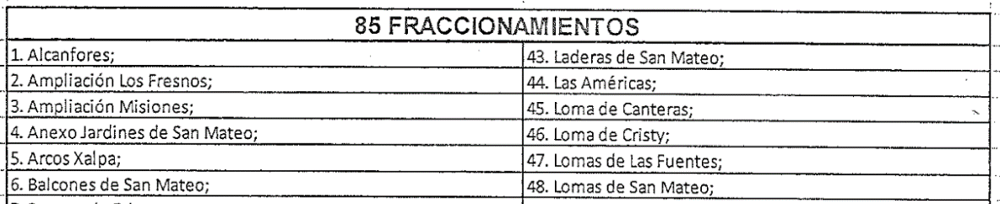 85 FRACCIONAMIENTOS
1. Alcanfores;
43. Laderas de San Mateo;
2. Ampliación Los Fresnos;
44. Las Américas;
3. Ampliación Misiones;
45. Loma de Canteras;
4. Anexo Jardines de San Mateo;
46. Loma de Cristy;
5. Arcos Xalpa;
47. Lomas de Las Fuentes;
6. Balcones de San Mateo;
48. Lomas de San Mateo;